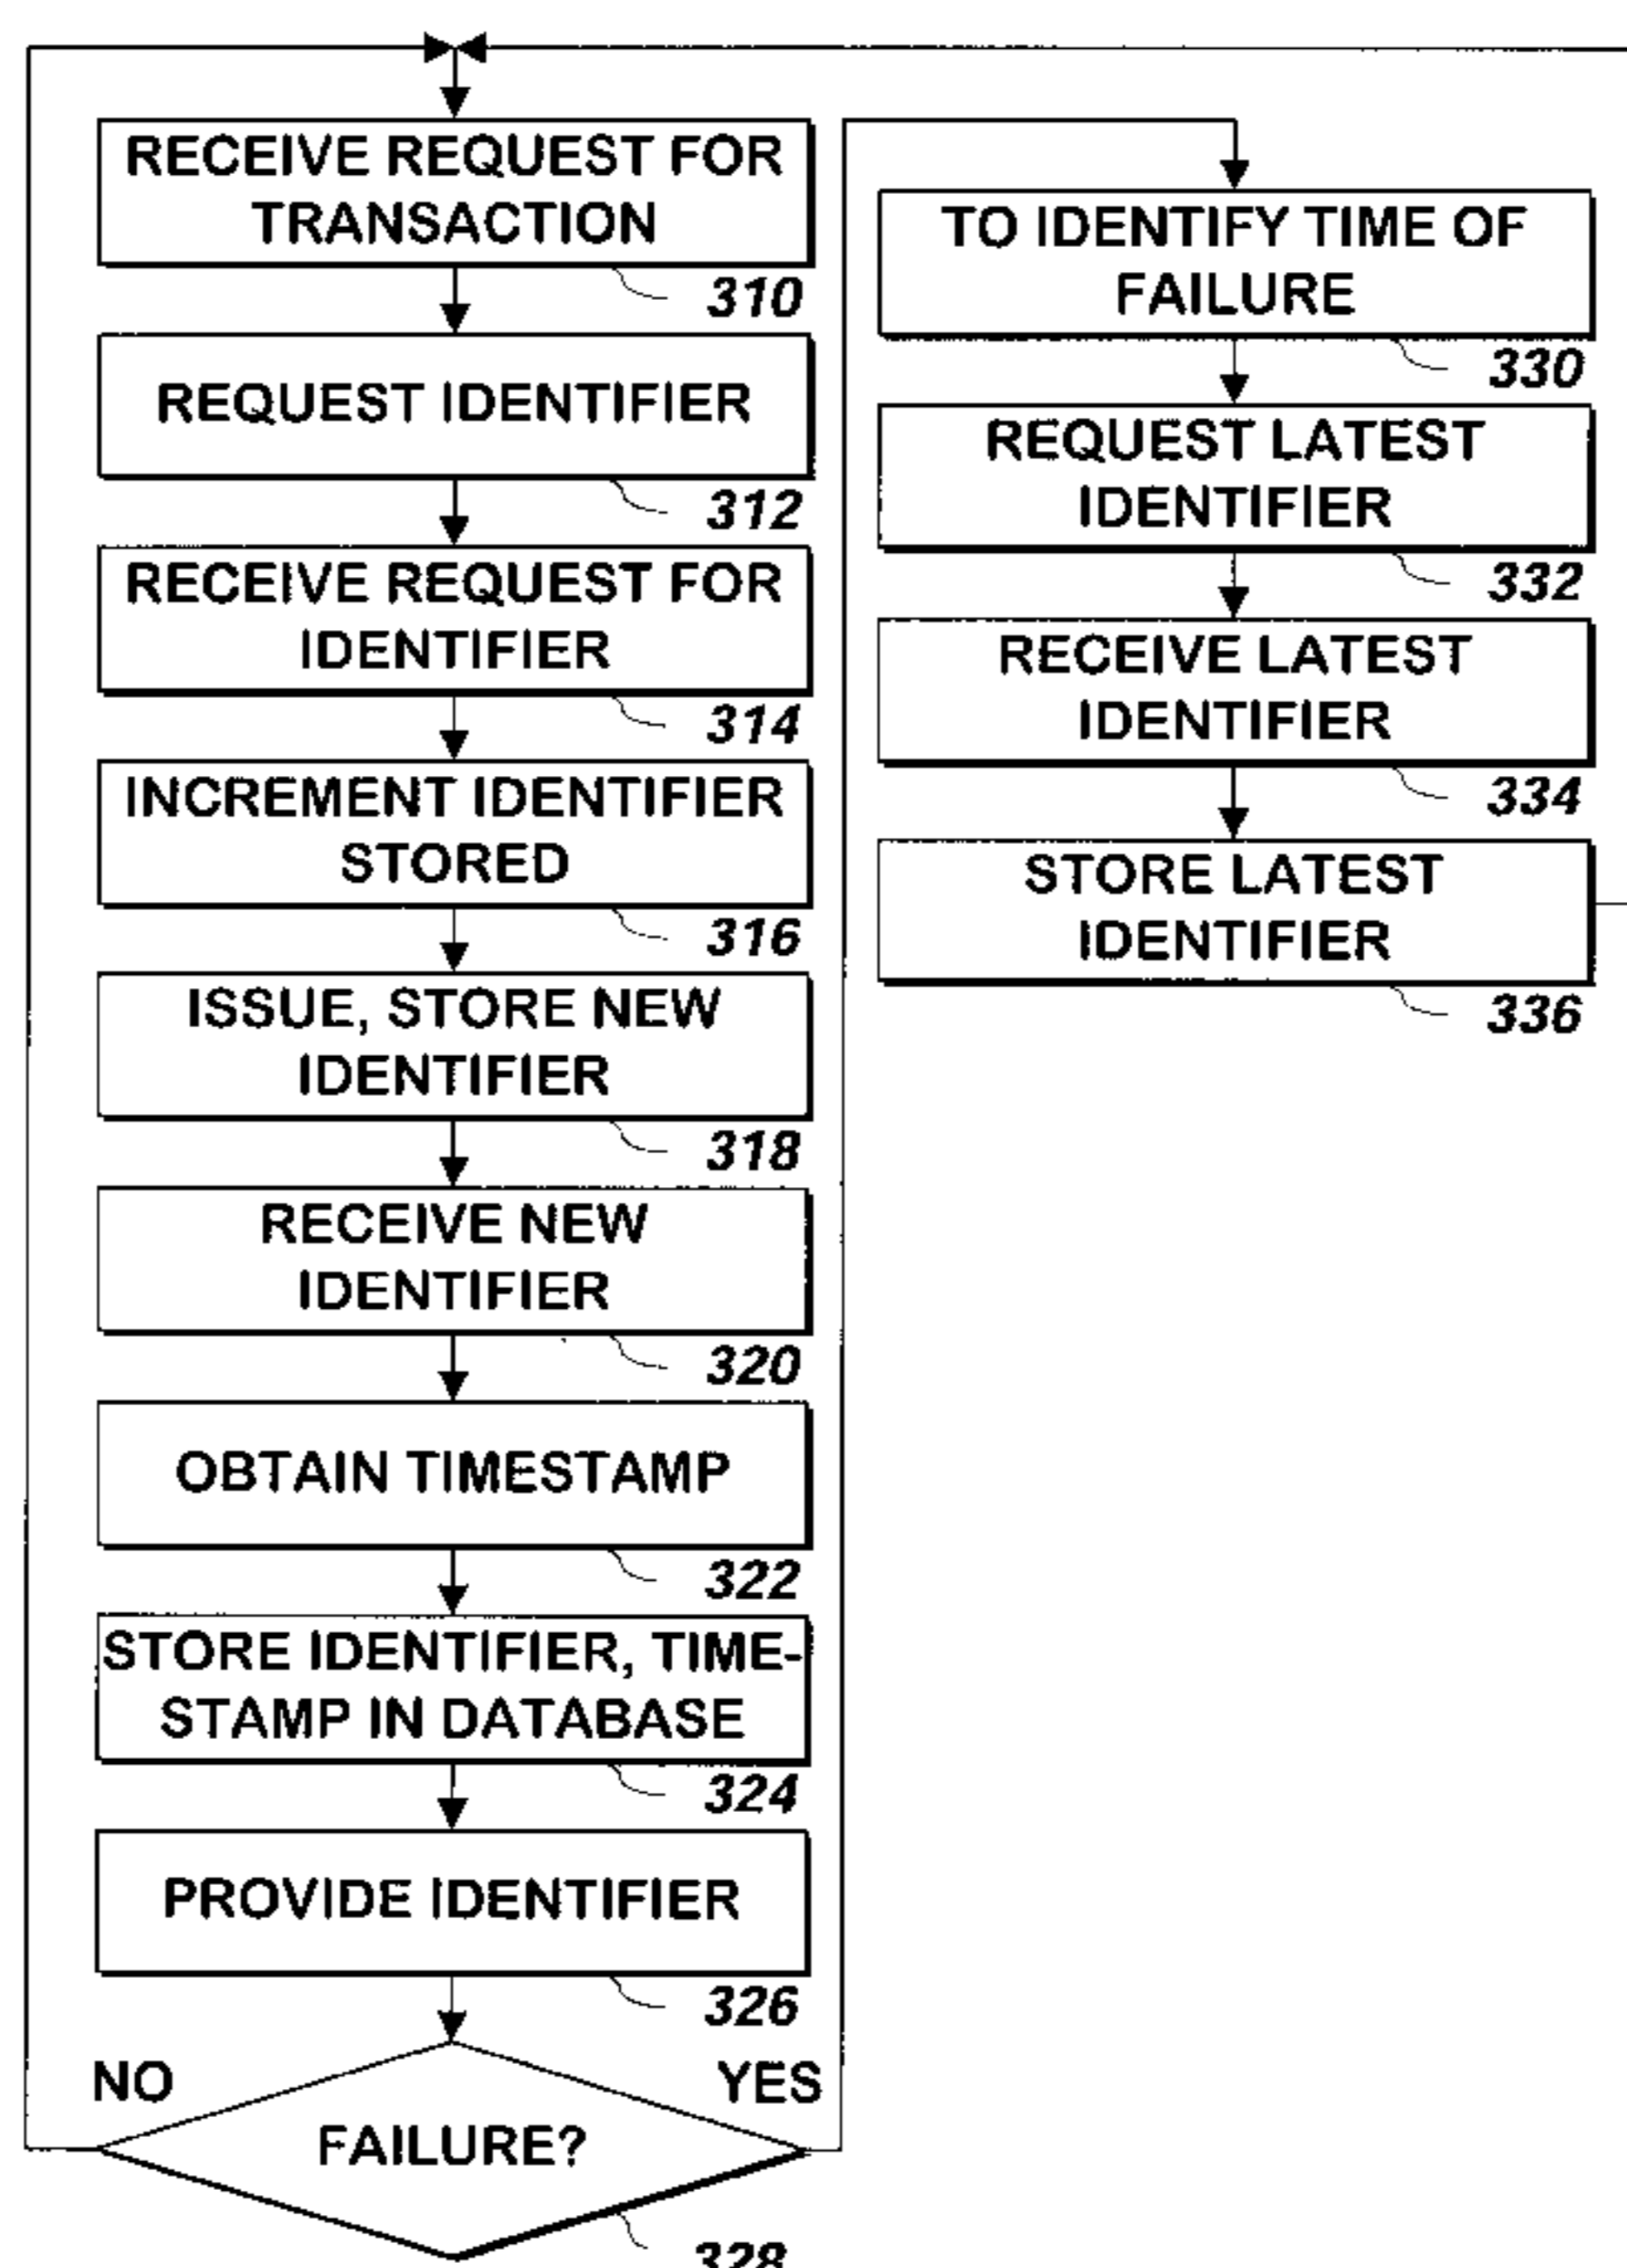 RECEIVE REQUEST FOR
TRANSACTION
310
REQUEST IDENTIFIER
312
RECEIVE REQUEST FOR
IDENTIFIER
314
INCREMENT IDENTIFIER
STORED
316
ISSUE, STORE NEW
IDENTIFIER
318
RECEIVE NEW
IDENTIFIER
320
OBTAIN TIMESTAMP
322
STORE IDENTIFIER, TIME-
STAMP IN DATABASE
324
PROVIDE IDENTIFIER
326
NO
YES
FAILURE?
328
TO IDENTIFY TIME OF
FAILURE
330
REQUEST LATEST
IDENTIFIER
332
RECEIVE LATEST
IDENTIFIER
334
STORE LATEST
IDENTIFIER
336